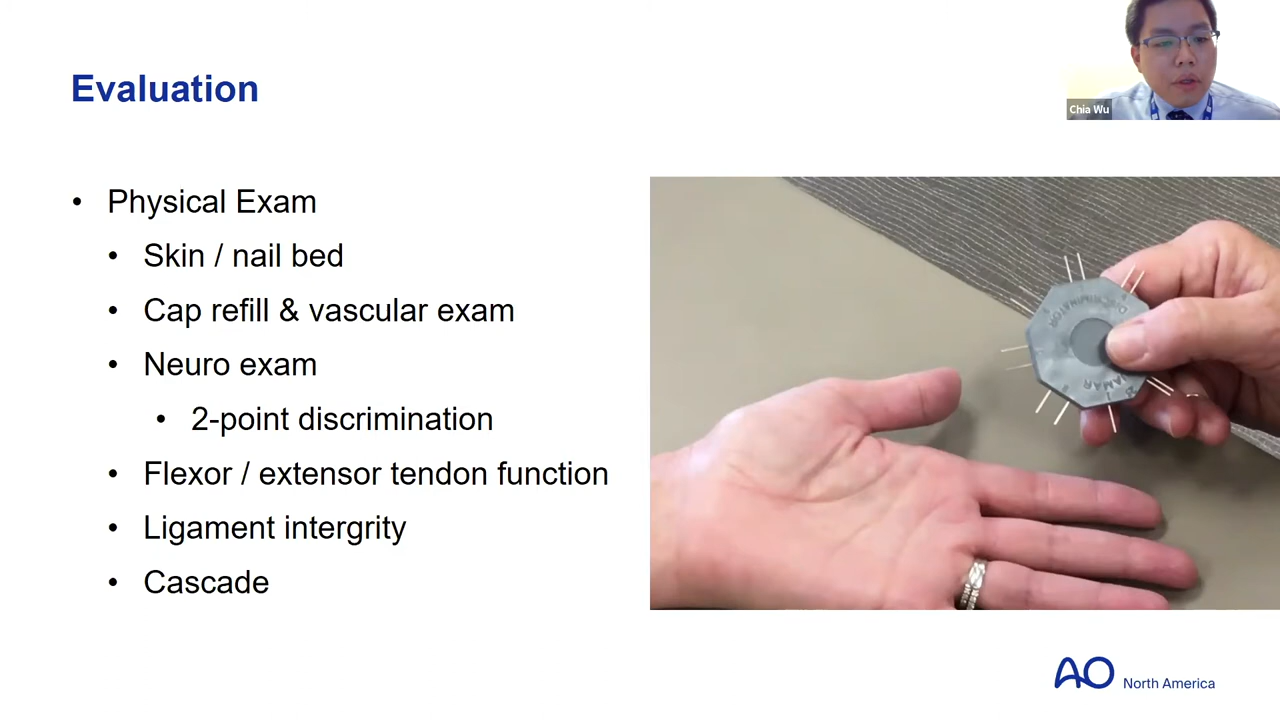 Evaluation
Chia Wu
• Physical Exam
• Skin / nail bed
• Cap refill & vascular exam
• Neuro exam
• 2-point discrimination
• Flexor / extensor tendon function
• Ligament intergrity
• Cascade
AO North America